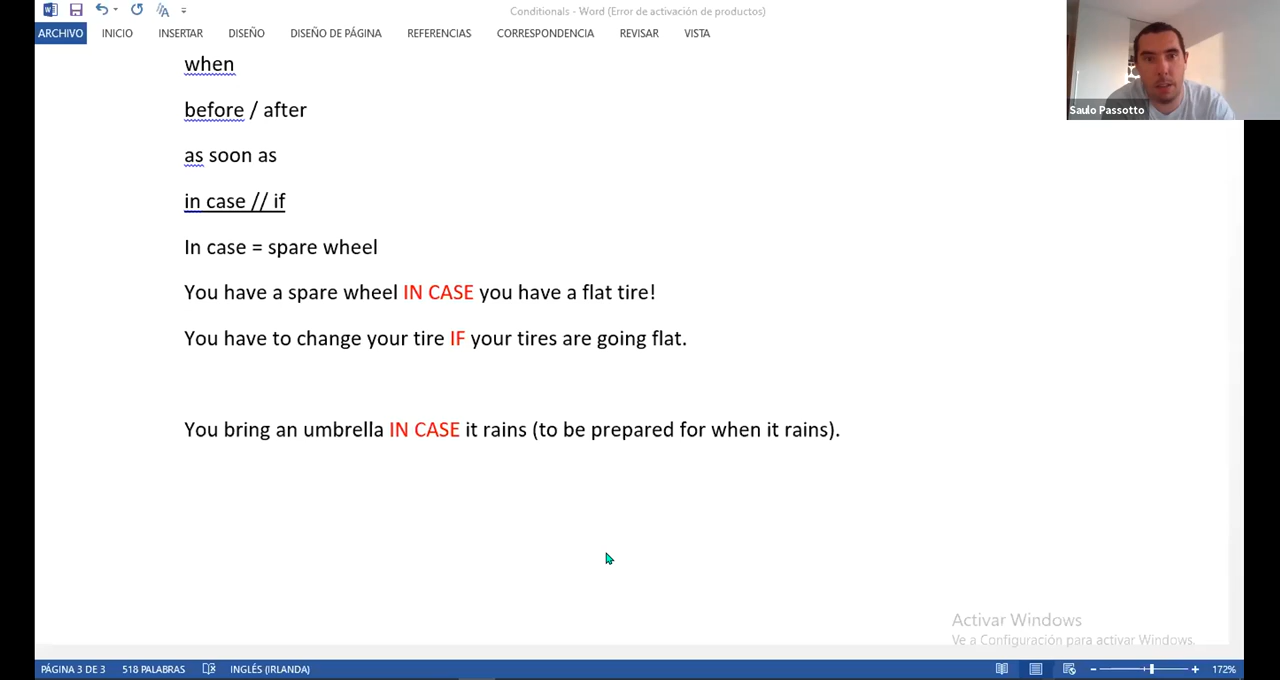 Conditionals - Word (Error de activación de productos)
ARCHIVO INICIO INSERTAR DISEÑO DISEÑO DE PÁGINA REFERENCIAS CORRESPONDENCIA REVISAR VISTA
Saulo Passotto
when
before / after
as soon as
in case // if
In case = spare wheel
You have a spare wheel IN CASE you have a flat tire!
You have to change your tire IF your tires are going flat.
You bring an umbrella IN CASE it rains (to be prepared for when it rains).
Activar Windows
Ve a Configuración para activar Windows.
PÁGINA 3 DE 3 518 PALABRAS INGLÉS (IRLANDA) 172%